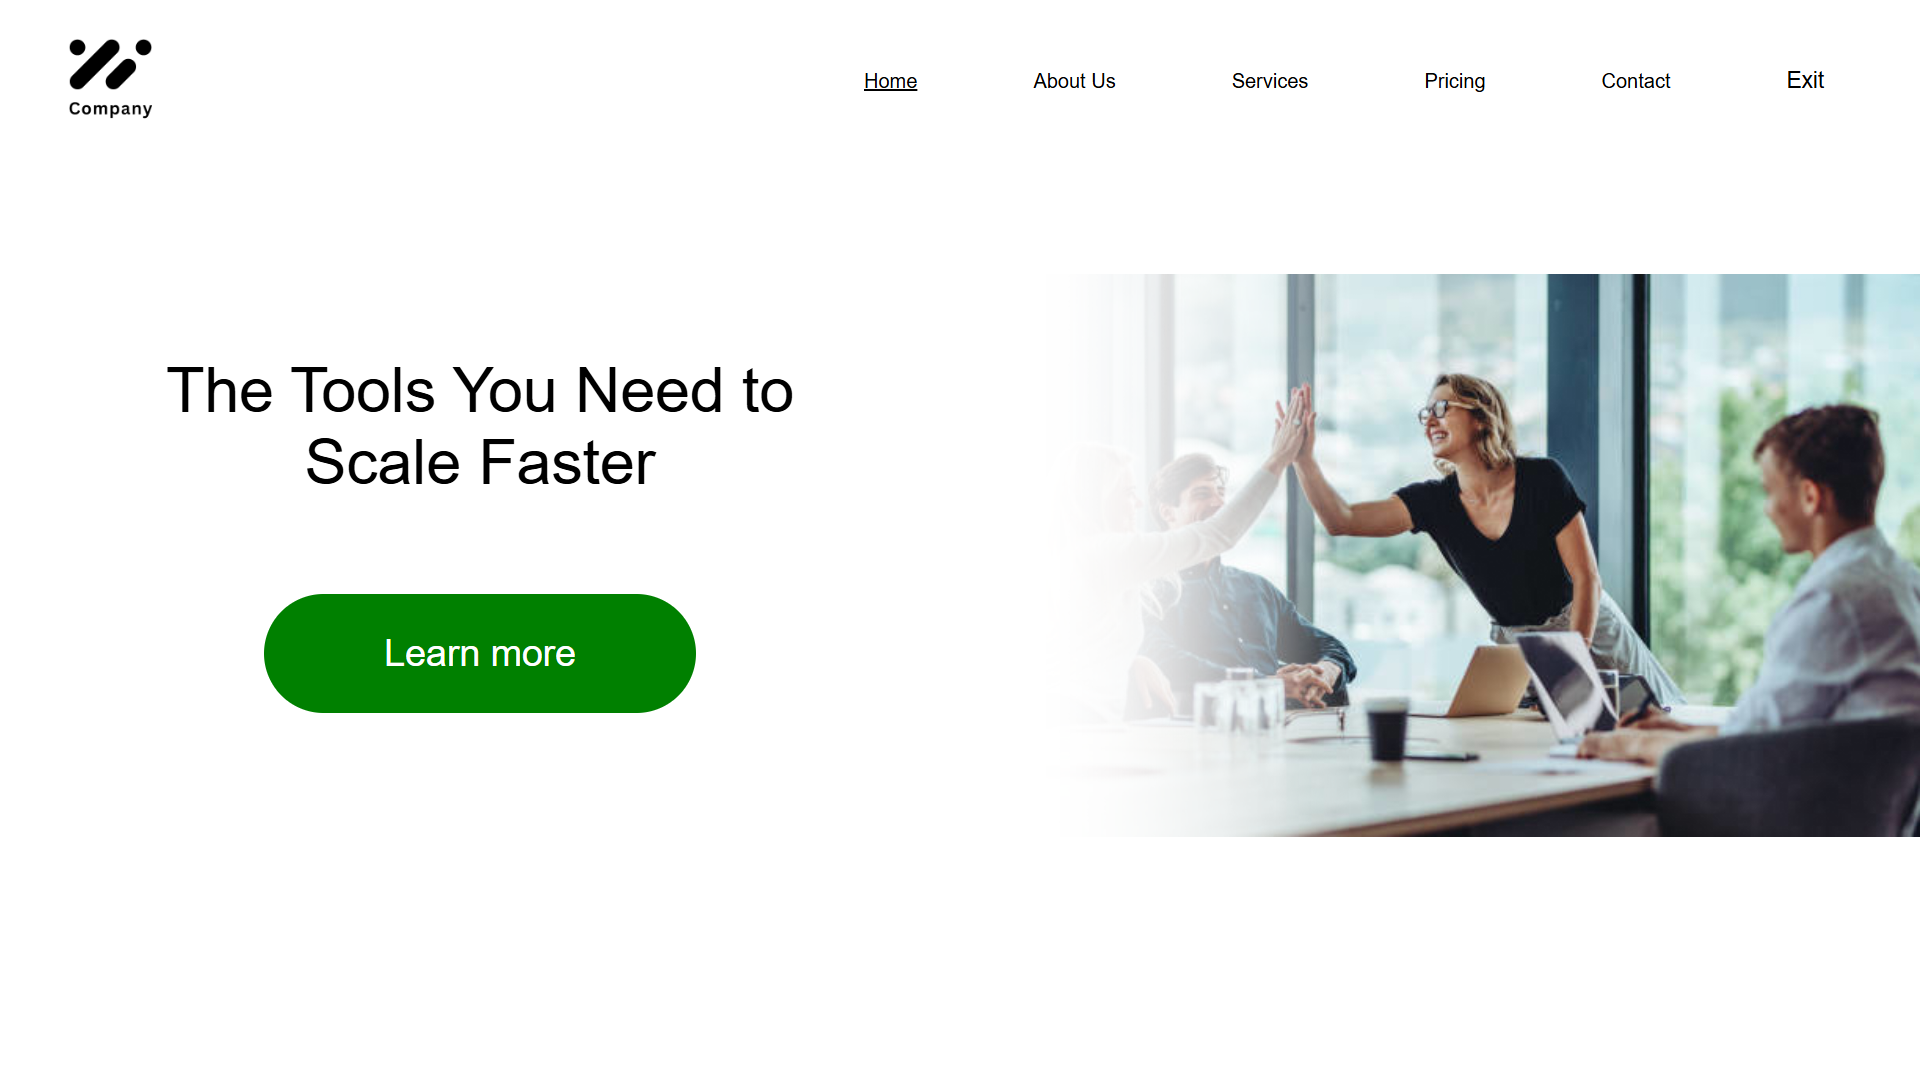 Company
Home About Us Services Pricing Contact Exit
The Tools You Need to
Scale Faster
Learn more